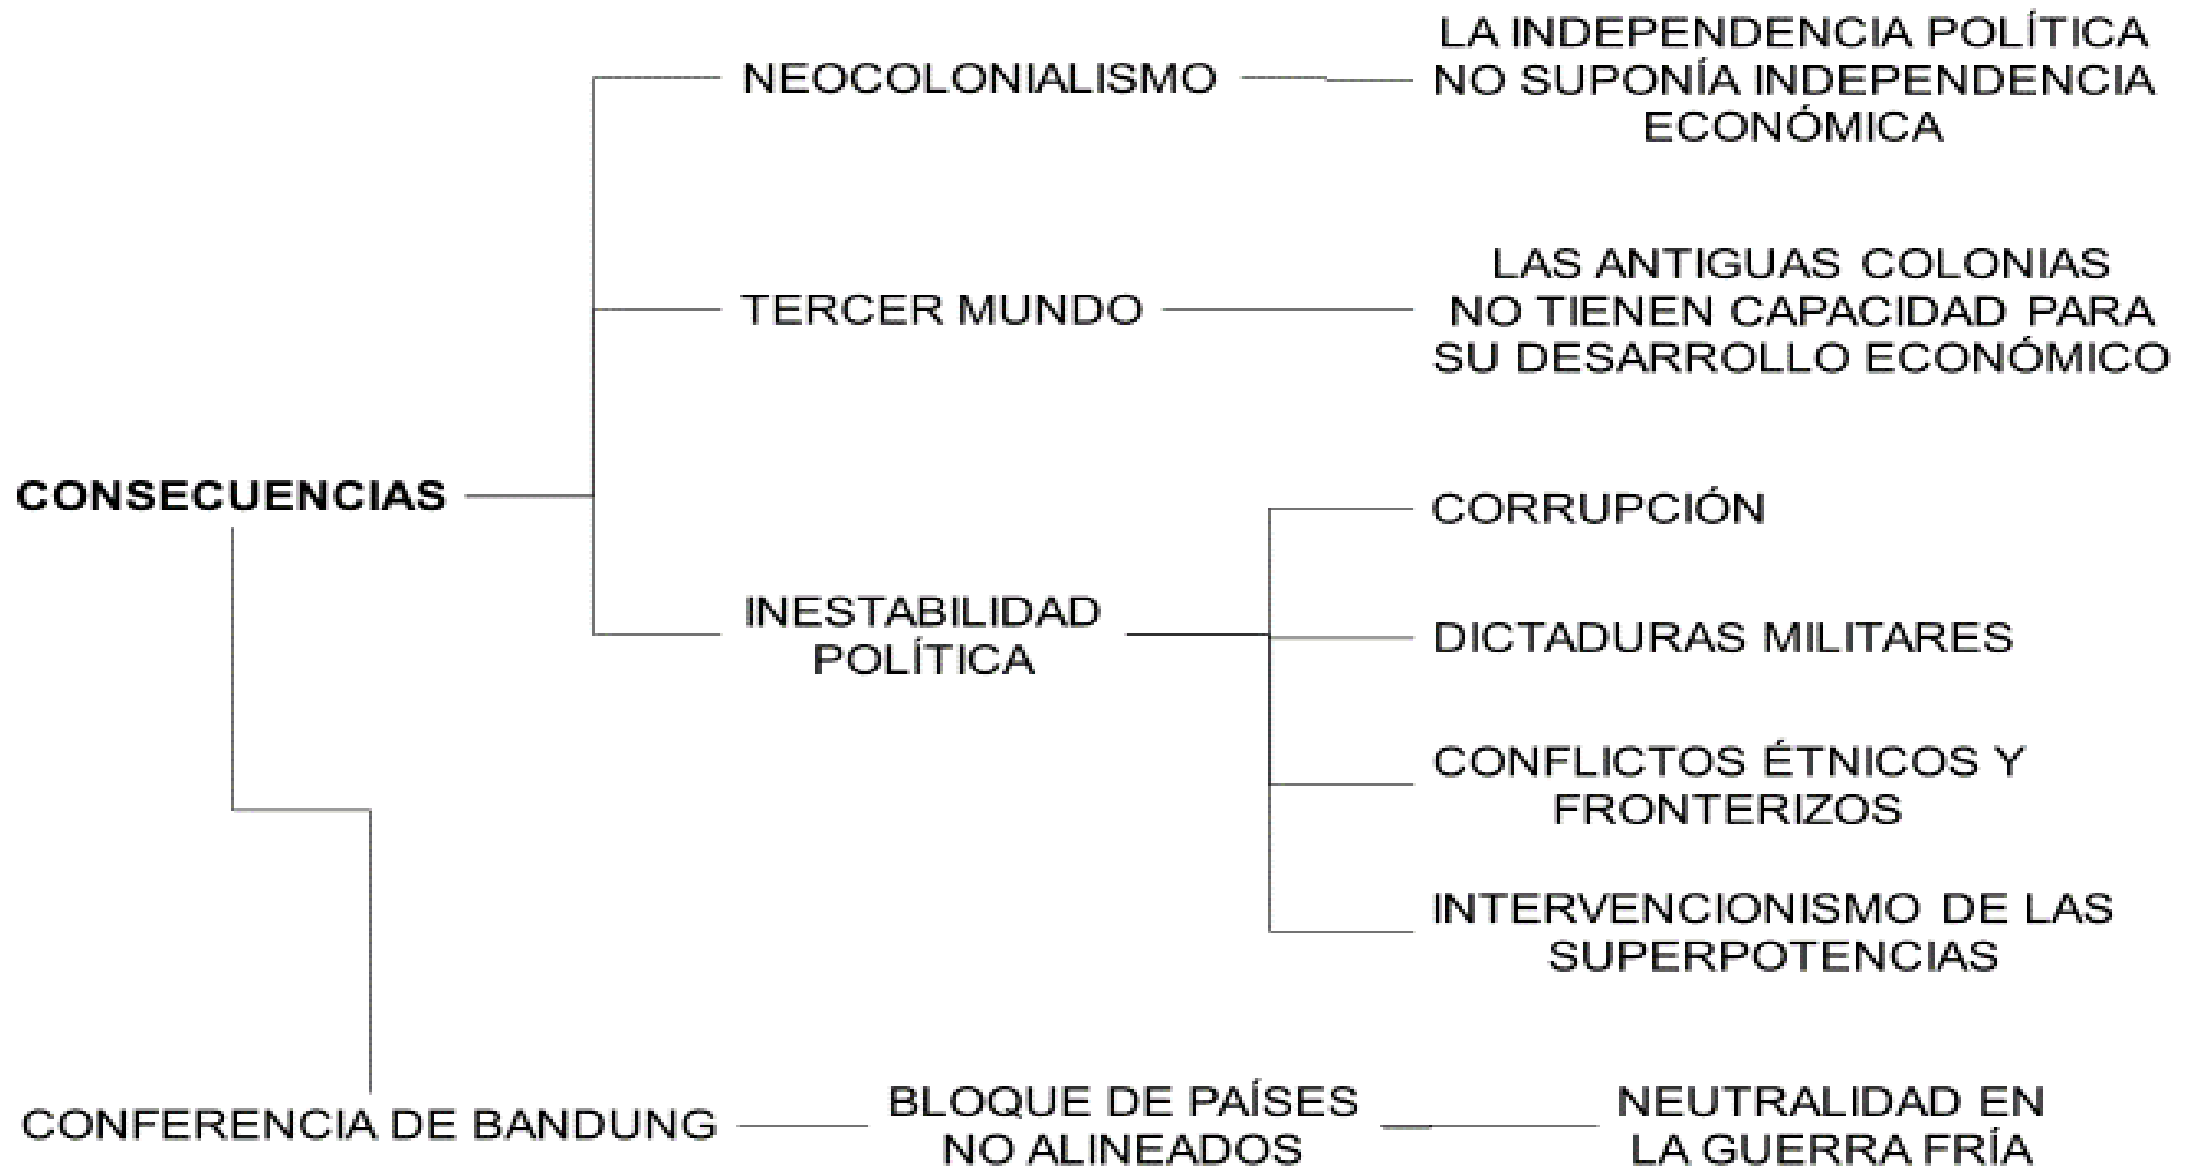 NEOCOLONIALISMO
LA INDEPENDENCIA POLÍTICA
NO SUPONÍA INDEPENDENCIA
ECONÓMICA
TERCER MUNDO
LAS ANTIGUAS COLONIAS
NO TIENEN CAPACIDAD PARA
SU DESARROLLO ECONÓMICO
CONSECUENCIAS
INESTABILIDAD
POLÍTICA
CORRUPCIÓN
DICTADURAS MILITARES
CONFLICTOS ÉTNICOS Y
FRONTERIZOS
INTERVENCIONISMO DE LAS
SUPERPOTENCIAS
CONFERENCIA DE BANDUNG
BLOQUE DE PAÍSES
NO ALINEADOS
NEUTRALIDAD EN
LA GUERRA FRÍA